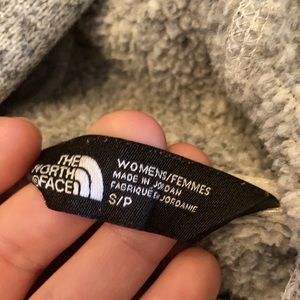 THE
NORTH
FACE
WOMENS/FEMMES
MADE IN JORDAN
FABRIQUÉ EN JORDANIE
S/P